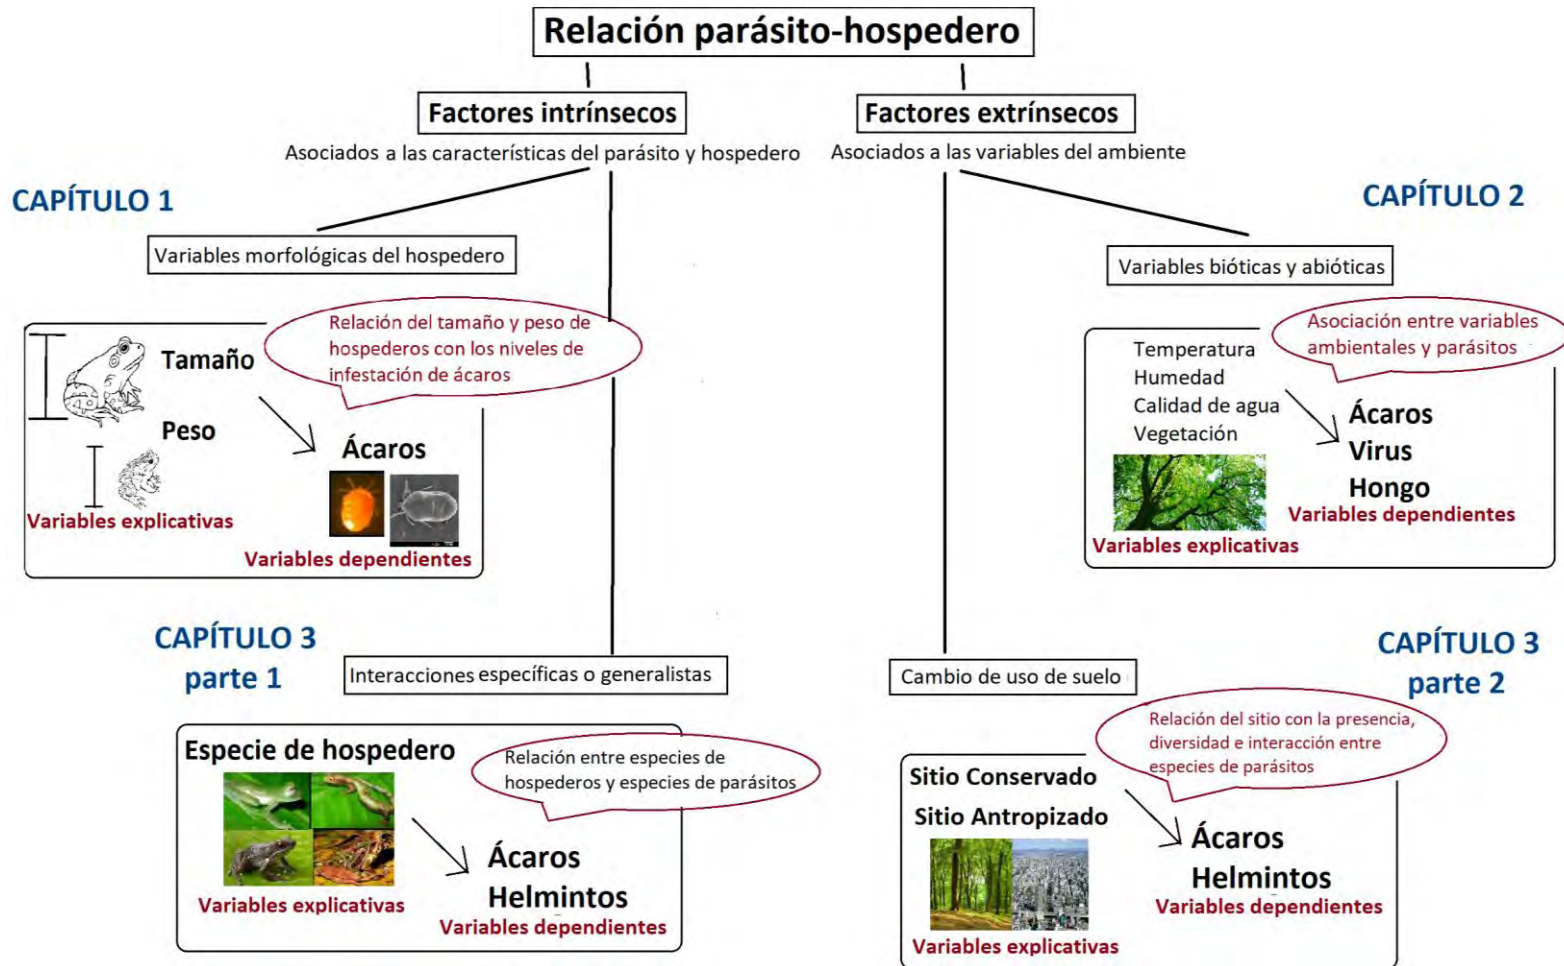 Relación parásito-hospedero
Factores intrínsecos
Asociados a las características del parásito y hospedero
Factores extrínsecos
Asociados a las variables del ambiente
CAPÍTULO 1
Variables morfológicas del hospedero
Relación del tamaño y peso de
hospederos con los niveles de
infestación de ácaros
Tamaño
Peso
Variables explicativas
Ácaros
Variables dependientes
CAPÍTULO 2
Variables bióticas y abióticas
Asociación entre variables
ambientales y parásitos
Temperatura
Humedad
Calidad de agua
Vegetación
Variables explicativas
Ácaros
Virus
Hongo
Variables dependientes
CAPÍTULO 3
parte 1
Interacciones específicas o generalistas
Especie de hospedero
Relación entre especies de
hospederos y especies de parásitos
Variables explicativas
Ácaros
Helmintos
Variables dependientes
CAPÍTULO 3
parte 2
Cambio de uso de suelo
Relación del sitio con la presencia,
diversidad e interacción entre
especies de parásitos
Sitio Conservado
Sitio Antropizado
Variables explicativas
Ácaros
Helmintos
Variables dependientes